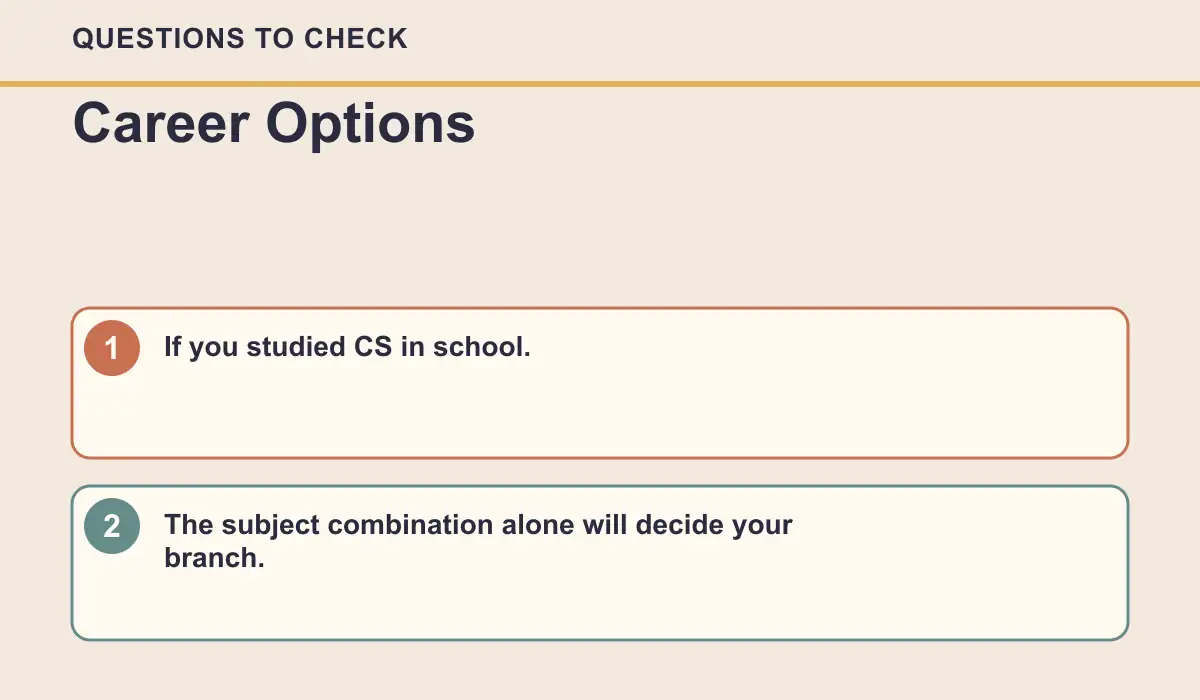 QUESTIONS TO CHECK
Career Options
1
If you studied CS in school.
2
The subject combination alone will decide your
branch.